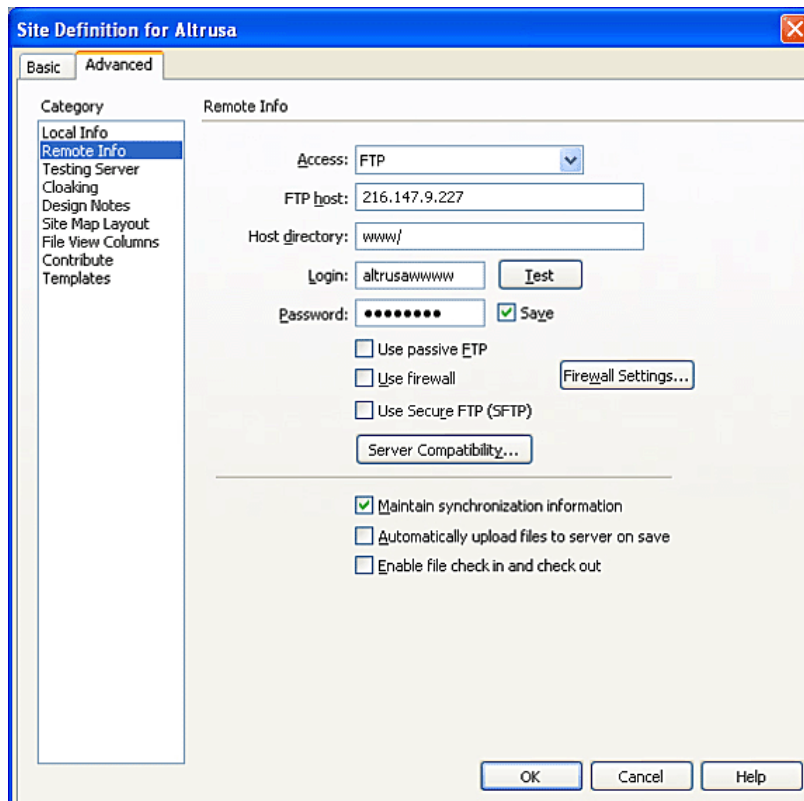 Site Definition for Altrusa
Basic Advanced
Category
Local Info
Remote Info
Testing Server
Cloaking
Design Notes
Site Map Layout
File View Columns
Contribute
Templates
Remote Info
Access: FTP
FTP host: 216.147.9.227
Host directory: www/
Login: altrusawwww Test
Password: ●●●●●●●● Save
Use passive FTP
Use firewall Firewall Settings...
Use Secure FTP (SFTP)
Server Compatibility...
Maintain synchronization information
Automatically upload files to server on save
Enable file check in and check out
OK Cancel Help